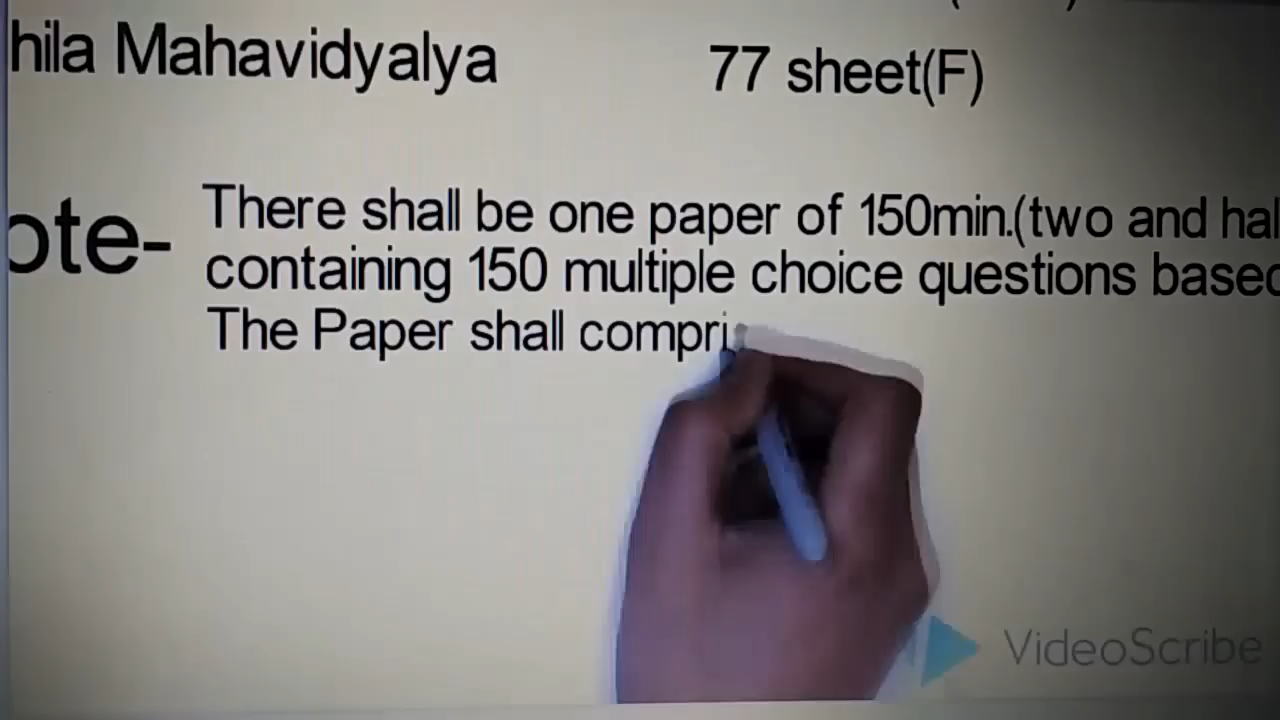 hila Mahavidyalya 77 sheet(F)
ote- There shall be one paper of 150min.(two and hal
containing 150 multiple choice questions based
The Paper shall compri
VideoScribe